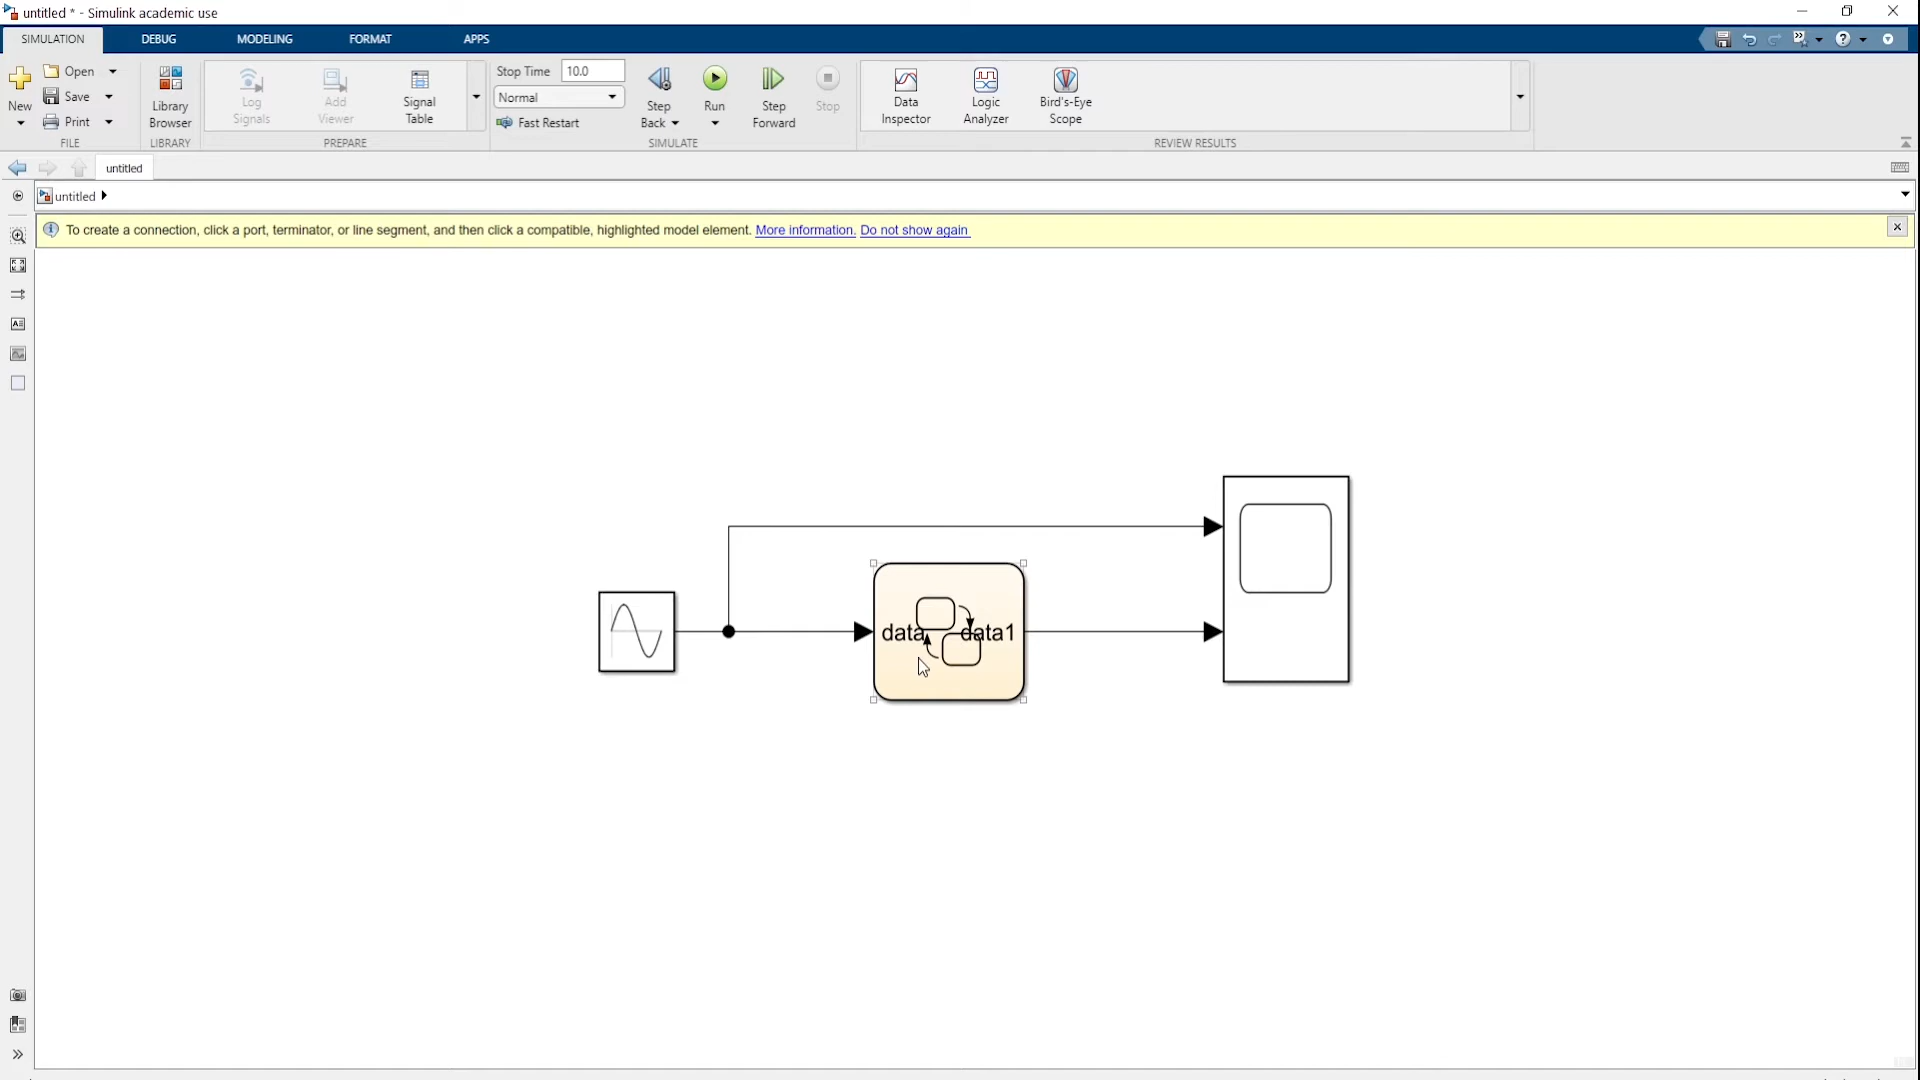 untitled * - Simulink academic use
SIMULATION DEBUG MODELING FORMAT APPS
New
Open
Save
Print
FILE
Library
Browser
LIBRARY
Log
Signals
Add
Viewer
Signal
Table
PREPARE
Stop Time 10.0
Normal
Fast Restart
Step
Back
Run
Step
Forward
Stop
SIMULATE
Data
Inspector
Logic
Analyzer
Bird's-Eye
Scope
REVIEW RESULTS
untitled
untitled
To create a connection, click a port, terminator, or line segment, and then click a compatible, highlighted model element. More information. Do not show again
data data1